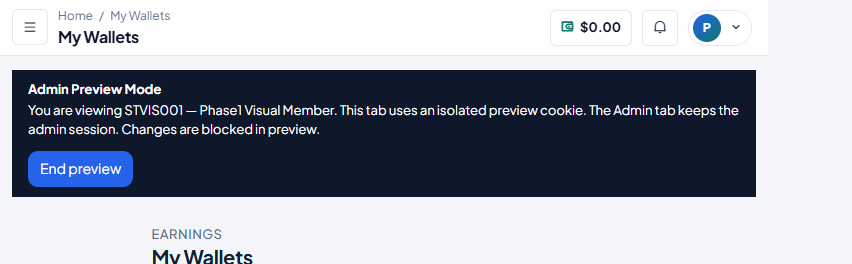 Home / My Wallets
My Wallets
$0.00
P
Admin Preview Mode
You are viewing STVIS001 — Phase1 Visual Member. This tab uses an isolated preview cookie. The Admin tab keeps the
admin session. Changes are blocked in preview.
End preview
EARNINGS
My Wallets